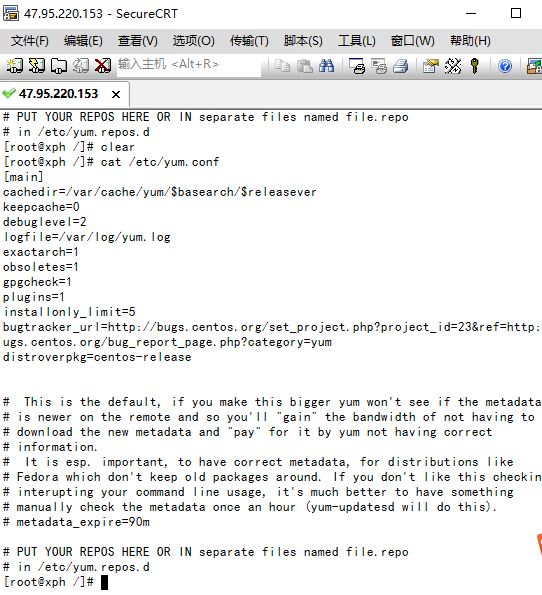 47.95.220.153 - SecureCRT
文件(F) 编辑(E) 查看(V) 选项(O) 传输(T) 脚本(S) 工具(L) 窗口(W) 帮助(H)
输入主机 <Alt+R>
47.95.220.153
# PUT YOUR REPOS HERE OR IN separate files named file.repo
# in /etc/yum.repos.d
[root@xph /]# clear
[root@xph /]# cat /etc/yum.conf
[main]
cachedir=/var/cache/yum/$basearch/$releasever
keepcache=0
debuglevel=2
logfile=/var/log/yum.log
exactarch=1
obsoletes=1
gpgcheck=1
plugins=1
installonly_limit=5
bugtracker_url=http://bugs.centos.org/set_project.php?project_id=23&ref=http:
ugs.centos.org/bug_report_page.php?category=yum
distroverpkg=centos-release
#  This is the default, if you make this bigger yum won't see if the metadata
# is newer on the remote and so you'll "gain" the bandwidth of not having to
# download the new metadata and "pay" for it by yum not having correct
# information.
#  It is esp. important, to have correct metadata, for distributions like
# Fedora which don't keep old packages around. If you don't like this checkin
# interupting your command line usage, it's much better to have something
# manually check the metadata once an hour (yum-updatesd will do this).
# metadata_expire=90m
# PUT YOUR REPOS HERE OR IN separate files named file.repo
# in /etc/yum.repos.d
[root@xph /]#